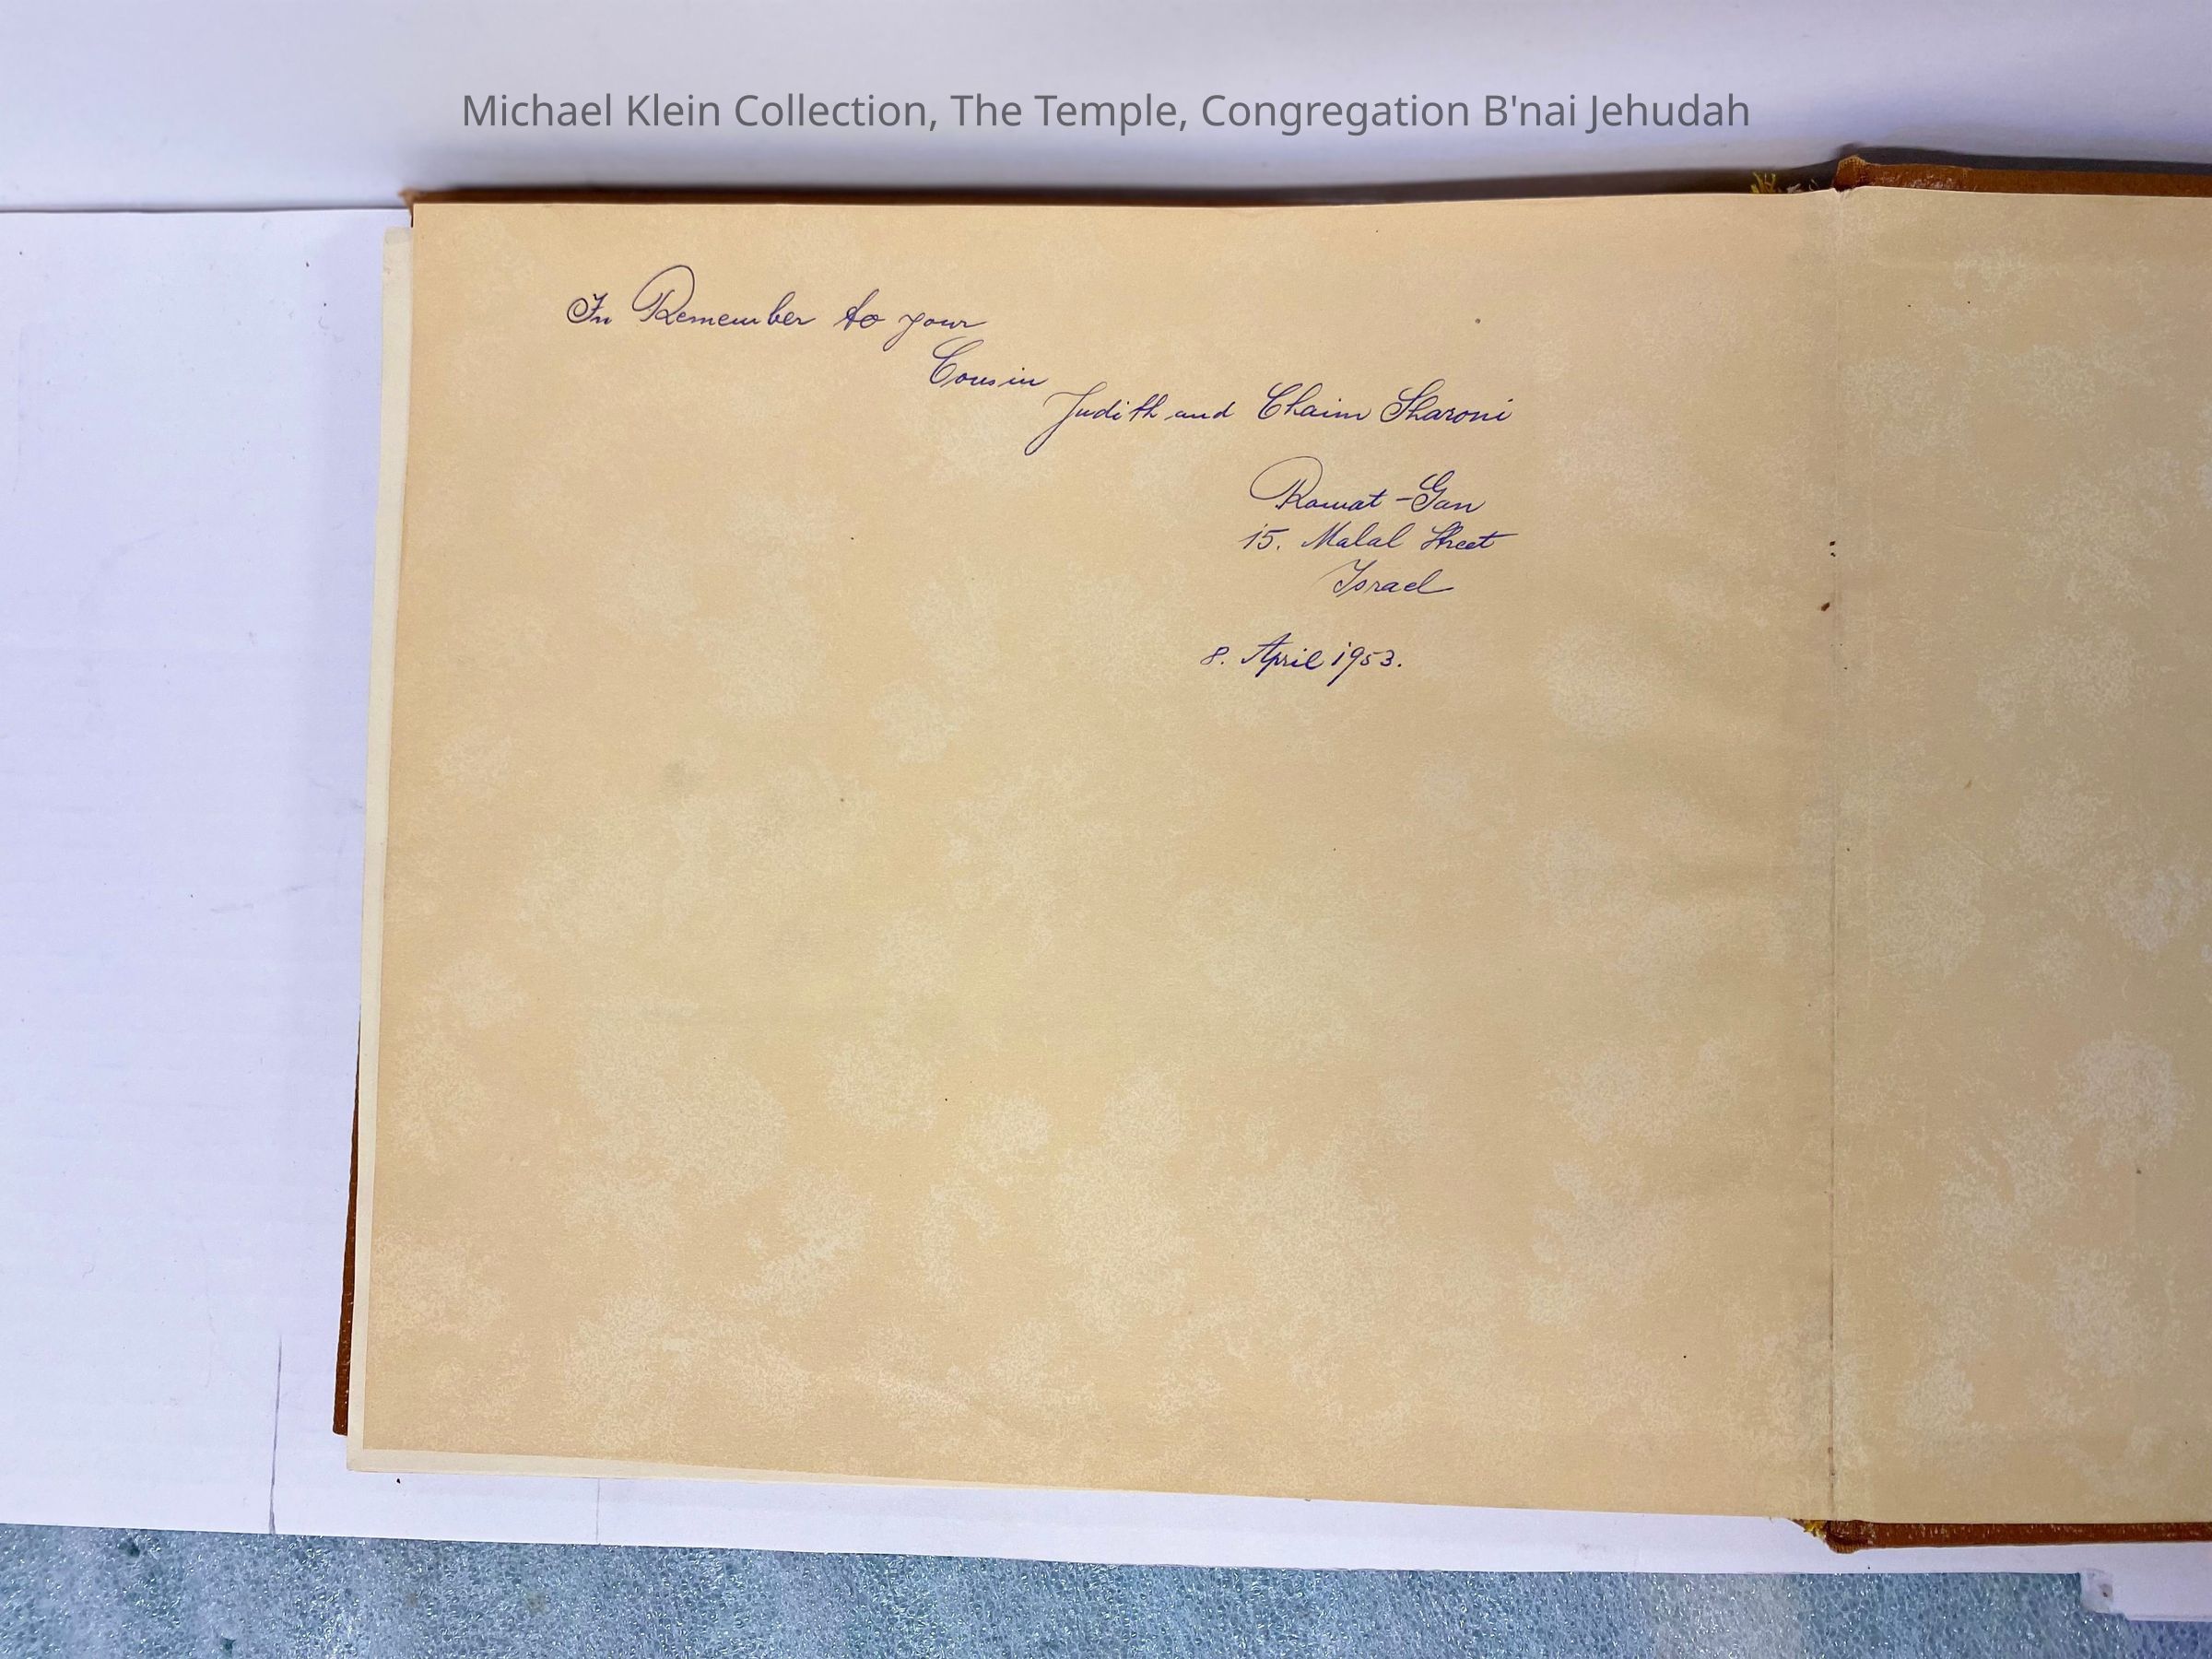 Michael Klein Collection, The Temple, Congregation B'nai Jehudah
In Remember to your
Cousin
Judith and Chaim Sharoni
Ramat-Gan
15. Malal Street
Israel
8. April 1953.